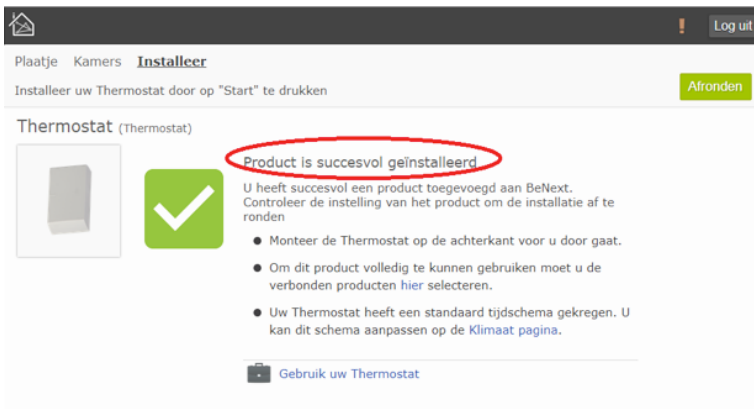 Log uit
Plaatje Kamers Installeer
Installeer uw Thermostat door op "Start" te drukken
Afronden
Thermostat (Thermostat)
Product is succesvol geïnstalleerd
U heeft succesvol een product toegevoegd aan BeNext.
Controleer de instelling van het product om de installatie af te
ronden
Monteer de Thermostat op de achterkant voor u door gaat.
Om dit product volledig te kunnen gebruiken moet u de
verbonden producten hier selecteren.
Uw Thermostat heeft een standaard tijdschema gekregen. U
kan dit schema aanpassen op de Klimaat pagina.
Gebruik uw Thermostat